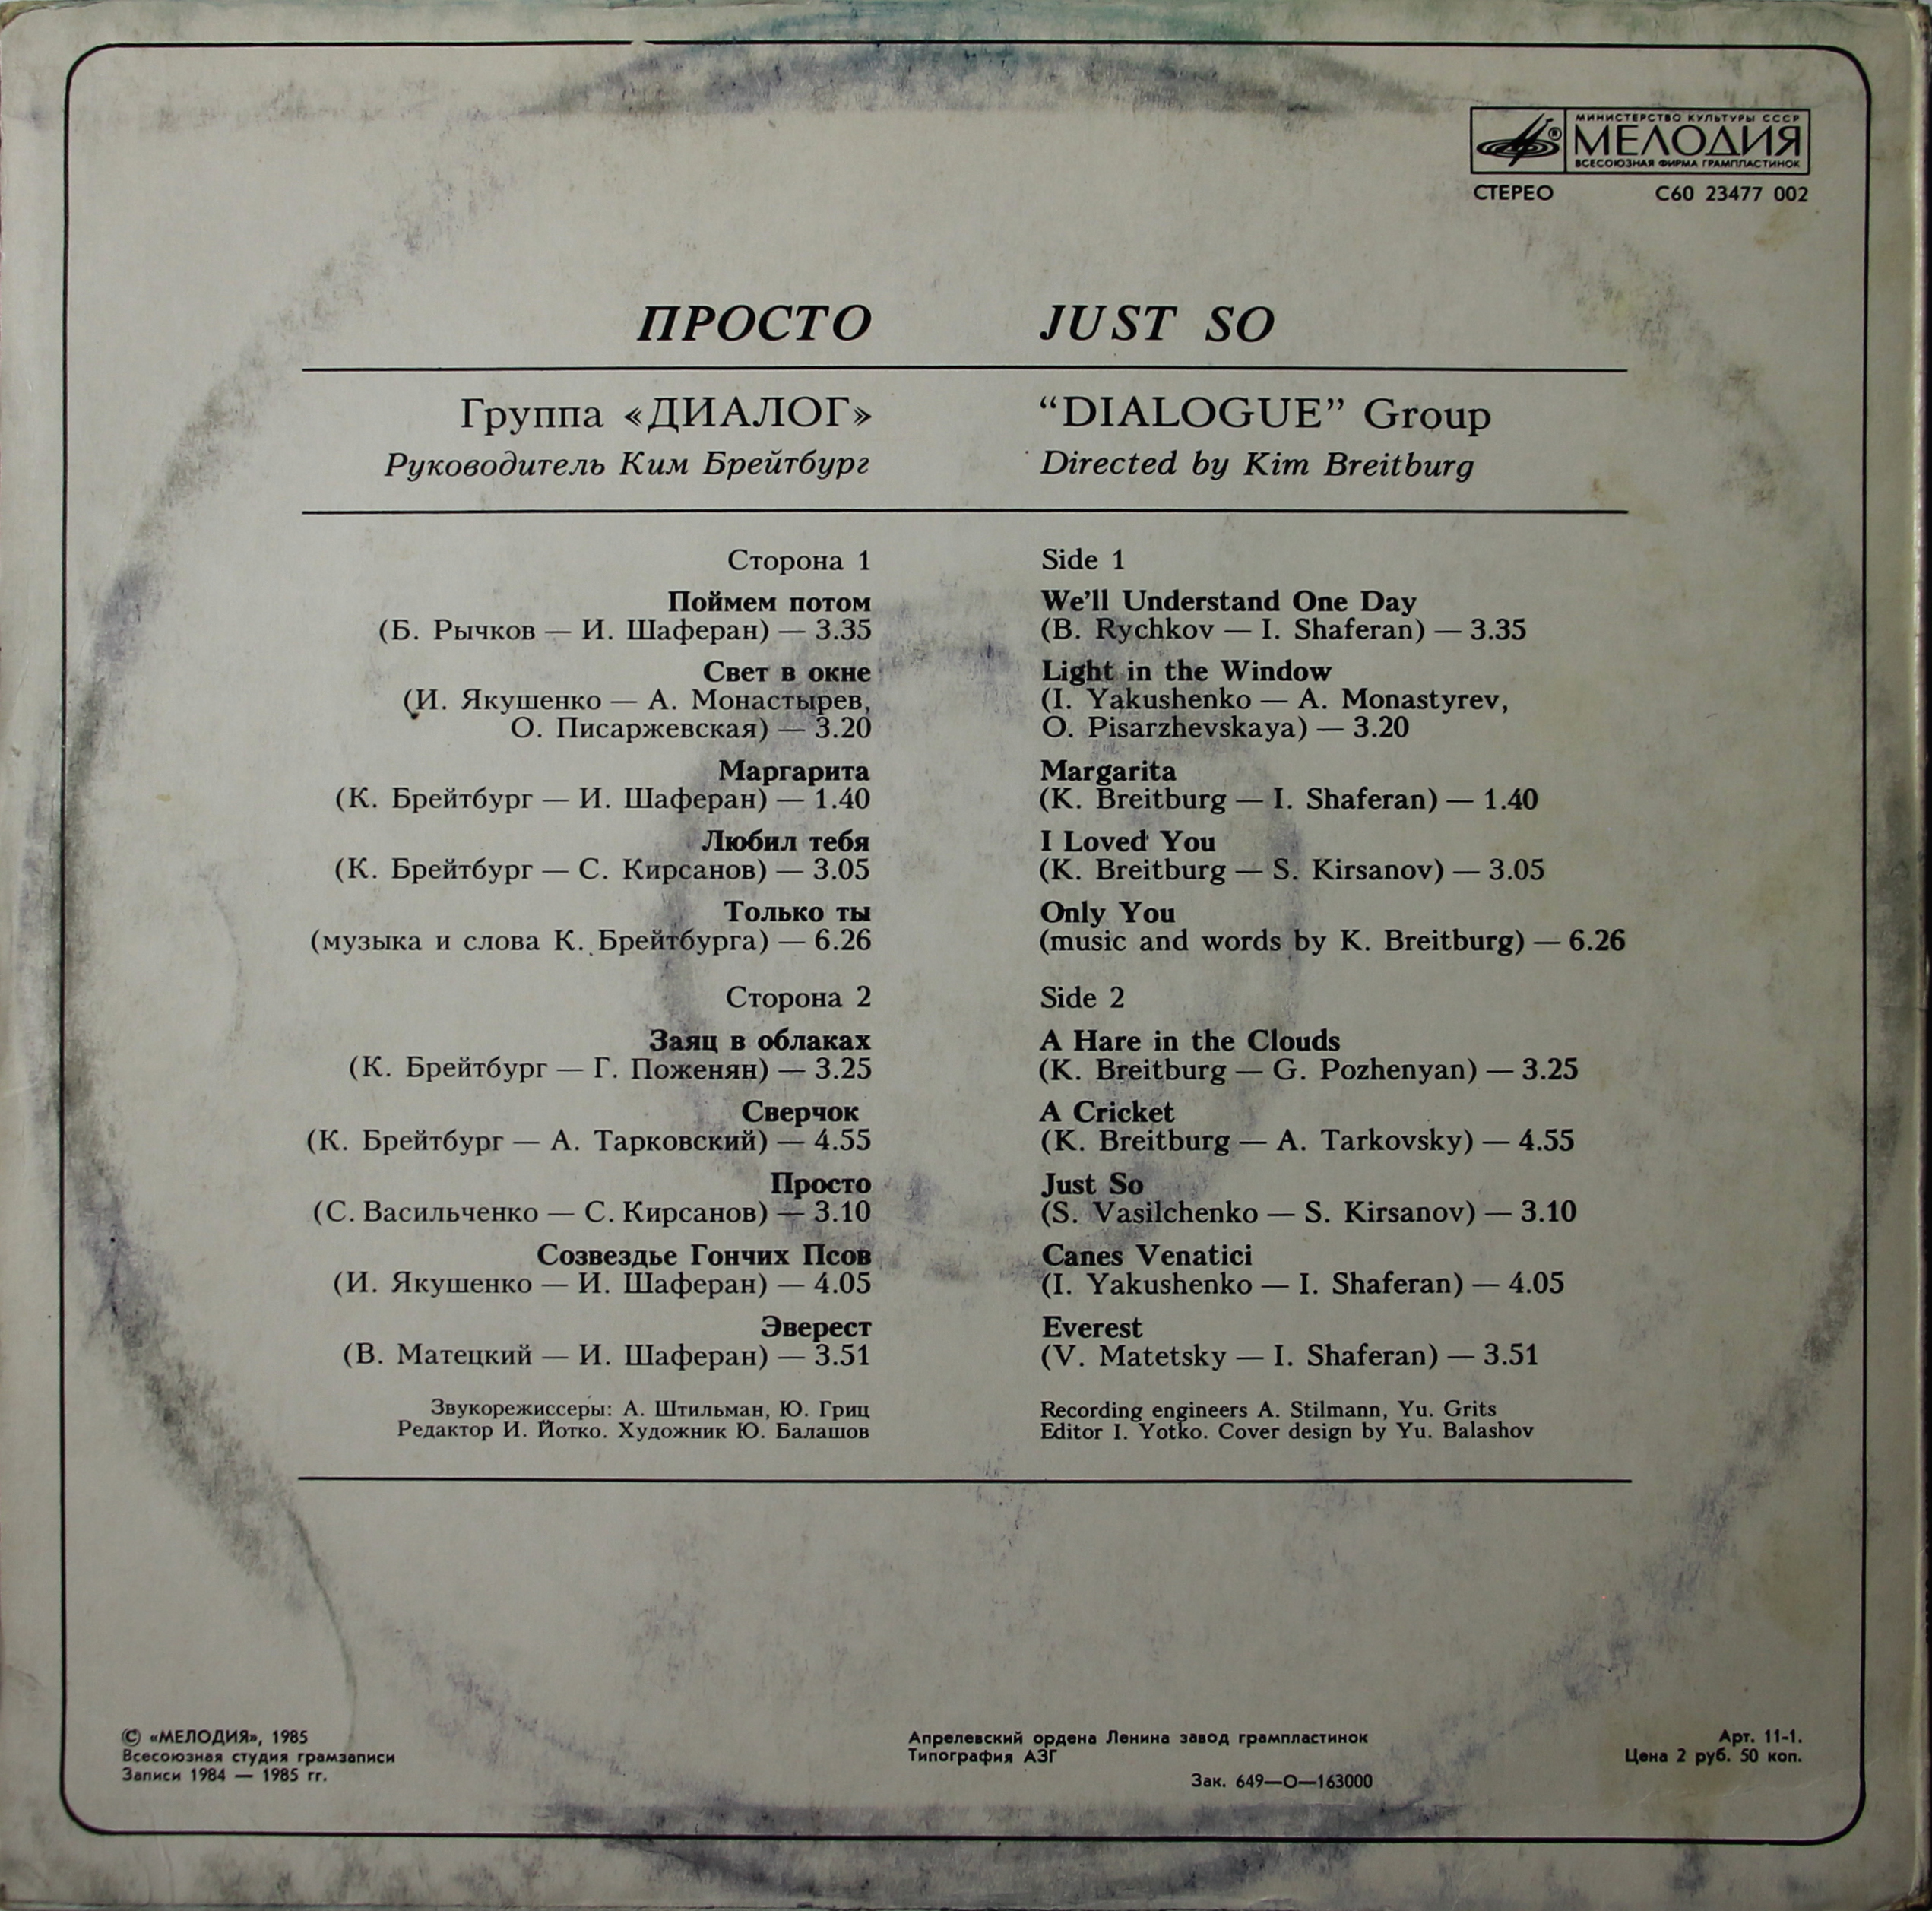 МИНИСТЕРСТВО КУЛЬТУРЫ СССР
МЕЛОДИЯ
ВСЕСОЮЗНАЯ ФИРМА ГРАМПЛАСТИНОК
СТЕРЕО С60 23477 002
ПРОСТО
Группа «ДИАЛОГ»
Руководитель Ким Брейтбург
Сторона 1
Поймем потом
(Б. Рычков — И. Шаферан) — 3.35
Свет в окне
(И. Якушенко — А. Монастырев,
О. Писаржевская) — 3.20
Маргарита
(К. Брейтбург — И. Шаферан) — 1.40
Любил тебя
(К. Брейтбург — С. Кирсанов) — 3.05
Только ты
(музыка и слова К. Брейтбурга) — 6.26
Сторона 2
Заяц в облаках
(К. Брейтбург — Г. Поженян) — 3.25
Сверчок
(К. Брейтбург — А. Тарковский) — 4.55
Просто
(С. Васильченко — С. Кирсанов) — 3.10
Созвездье Гончих Псов
(И. Якушенко — И. Шаферан) — 4.05
Эверест
(В. Матецкий — И. Шаферан) — 3.51
Звукорежиссеры: А. Штильман, Ю. Гриц
Редактор И. Йотко. Художник Ю. Балашов
JUST SO
“DIALOGUE” Group
Directed by Kim Breitburg
Side 1
We’ll Understand One Day
(B. Rychkov — I. Shaferan) — 3.35
Light in the Window
(I. Yakushenko — A. Monastyrev,
O. Pisarzhevskaya) — 3.20
Margarita
(K. Breitburg — I. Shaferan) — 1.40
I Loved You
(K. Breitburg — S. Kirsanov) — 3.05
Only You
(music and words by K. Breitburg) — 6.26
Side 2
A Hare in the Clouds
(K. Breitburg — G. Pozhenyan) — 3.25
A Cricket
(K. Breitburg — A. Tarkovsky) — 4.55
Just So
(S. Vasilchenko — S. Kirsanov) — 3.10
Canes Venatici
(I. Yakushenko — I. Shaferan) — 4.05
Everest
(V. Matetsky — I. Shaferan) — 3.51
Recording engineers A. Stilmann, Yu. Grits
Editor I. Yotko. Cover design by Yu. Balashov
© «МЕЛОДИЯ», 1985
Всесоюзная студия грамзаписи
Записи 1984 — 1985 гг.
Апрелевский ордена Ленина завод грампластинок
Типография АЗГ
Зак. 649—О—163000
Арт. 11-1.
Цена 2 руб. 50 коп.